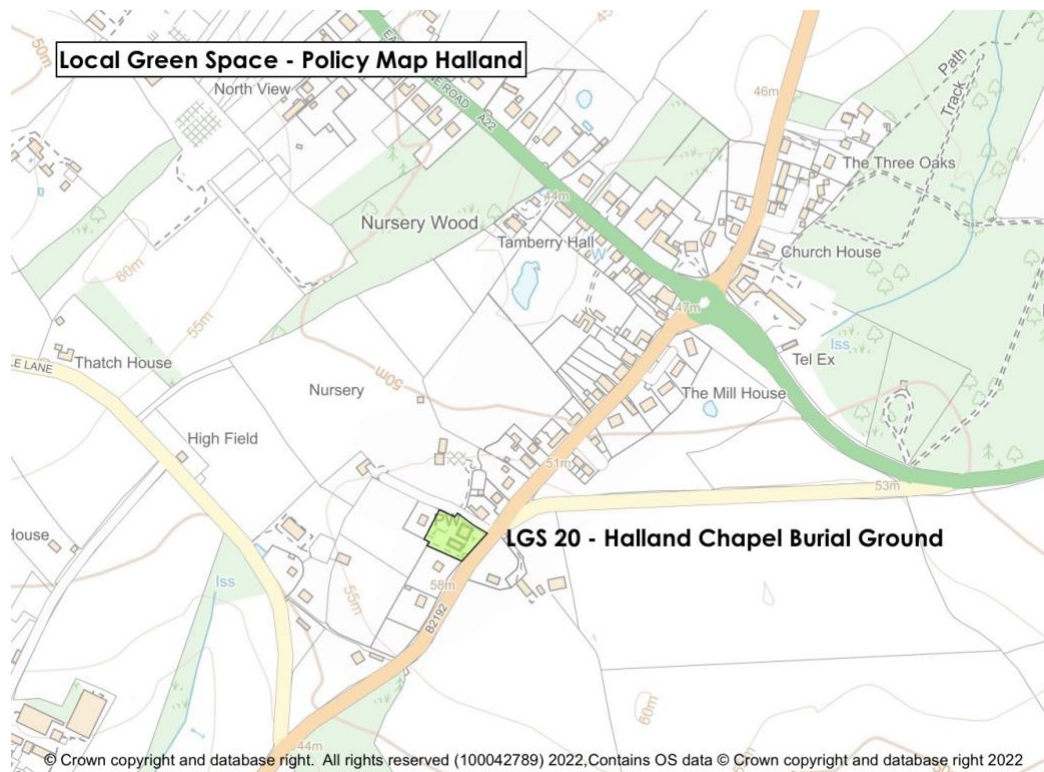 45m
50m
Local Green Space - Policy Map Halland
North View
A22
46m
Path
Track
The Three Oaks
Nursery Wood
44m
Tamberry Hall
W
Church House
60m
55m
47m
Iss
Tel Ex
Thatch House
E LANE
50m
Nursery
The Mill House
High Field
51m
53m
PW
LGS 20 - Halland Chapel Burial Ground
House
Iss
58m
55m
B2192
60m
44m
© Crown copyright and database right. All rights reserved (100042789) 2022,Contains OS data © Crown copyright and database right 2022